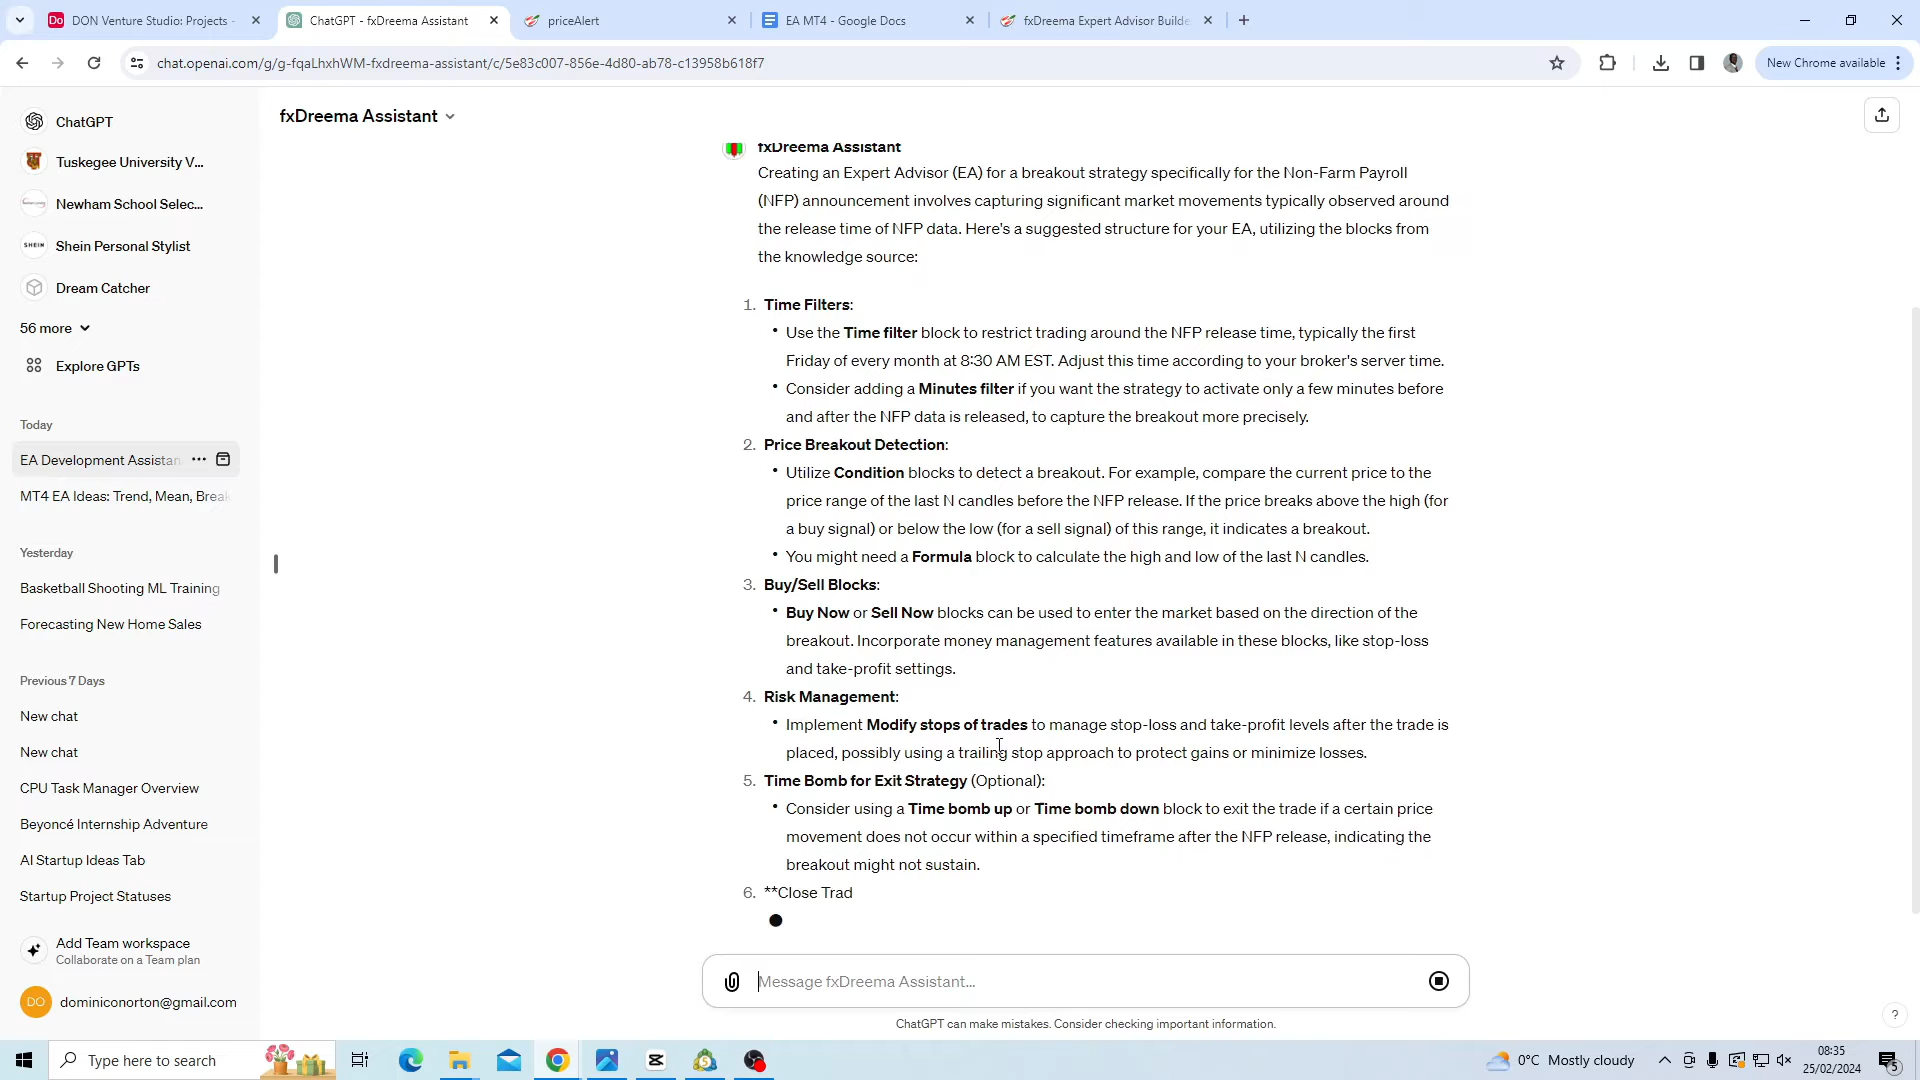 DON Venture Studio: Projects -
ChatGPT - fxDreema Assistant
priceAlert
EA MT4 - Google Docs
fxDreema Expert Advisor Builde
chat.openai.com/g/g-fqaLhxhWM-fxdreema-assistant/c/5e83c007-856e-4d80-ab78-c13958b618f7
New Chrome available
ChatGPT
Tuskegee University V...
Newham School Selec...
SHEIN
Shein Personal Stylist
Dream Catcher
56 more
Explore GPTs
Today
EA Development Assistan
MT4 EA Ideas: Trend, Mean, Break
Yesterday
Basketball Shooting ML Training
Forecasting New Home Sales
Previous 7 Days
New chat
New chat
CPU Task Manager Overview
Beyoncé Internship Adventure
AI Startup Ideas Tab
Startup Project Statuses
Add Team workspace
Collaborate on a Team plan
DO
dominiconorton@gmail.com
fxDreema Assistant
fxDreema Assistant
Creating an Expert Advisor (EA) for a breakout strategy specifically for the Non-Farm Payroll
(NFP) announcement involves capturing significant market movements typically observed around
the release time of NFP data. Here's a suggested structure for your EA, utilizing the blocks from
the knowledge source:
1. Time Filters:
• Use the Time filter block to restrict trading around the NFP release time, typically the first
Friday of every month at 8:30 AM EST. Adjust this time according to your broker's server time.
• Consider adding a Minutes filter if you want the strategy to activate only a few minutes before
and after the NFP data is released, to capture the breakout more precisely.
2. Price Breakout Detection:
• Utilize Condition blocks to detect a breakout. For example, compare the current price to the
price range of the last N candles before the NFP release. If the price breaks above the high (for
a buy signal) or below the low (for a sell signal) of this range, it indicates a breakout.
• You might need a Formula block to calculate the high and low of the last N candles.
3. Buy/Sell Blocks:
• Buy Now or Sell Now blocks can be used to enter the market based on the direction of the
breakout. Incorporate money management features available in these blocks, like stop-loss
and take-profit settings.
4. Risk Management:
• Implement Modify stops of trades to manage stop-loss and take-profit levels after the trade is
placed, possibly using a trailing stop approach to protect gains or minimize losses.
5. Time Bomb for Exit Strategy (Optional):
• Consider using a Time bomb up or Time bomb down block to exit the trade if a certain price
movement does not occur within a specified timeframe after the NFP release, indicating the
breakout might not sustain.
6. **Close Trad
Message fxDreema Assistant...
ChatGPT can make mistakes. Consider checking important information.
?
Type here to search
0°C Mostly cloudy
08:35
25/02/2024
5